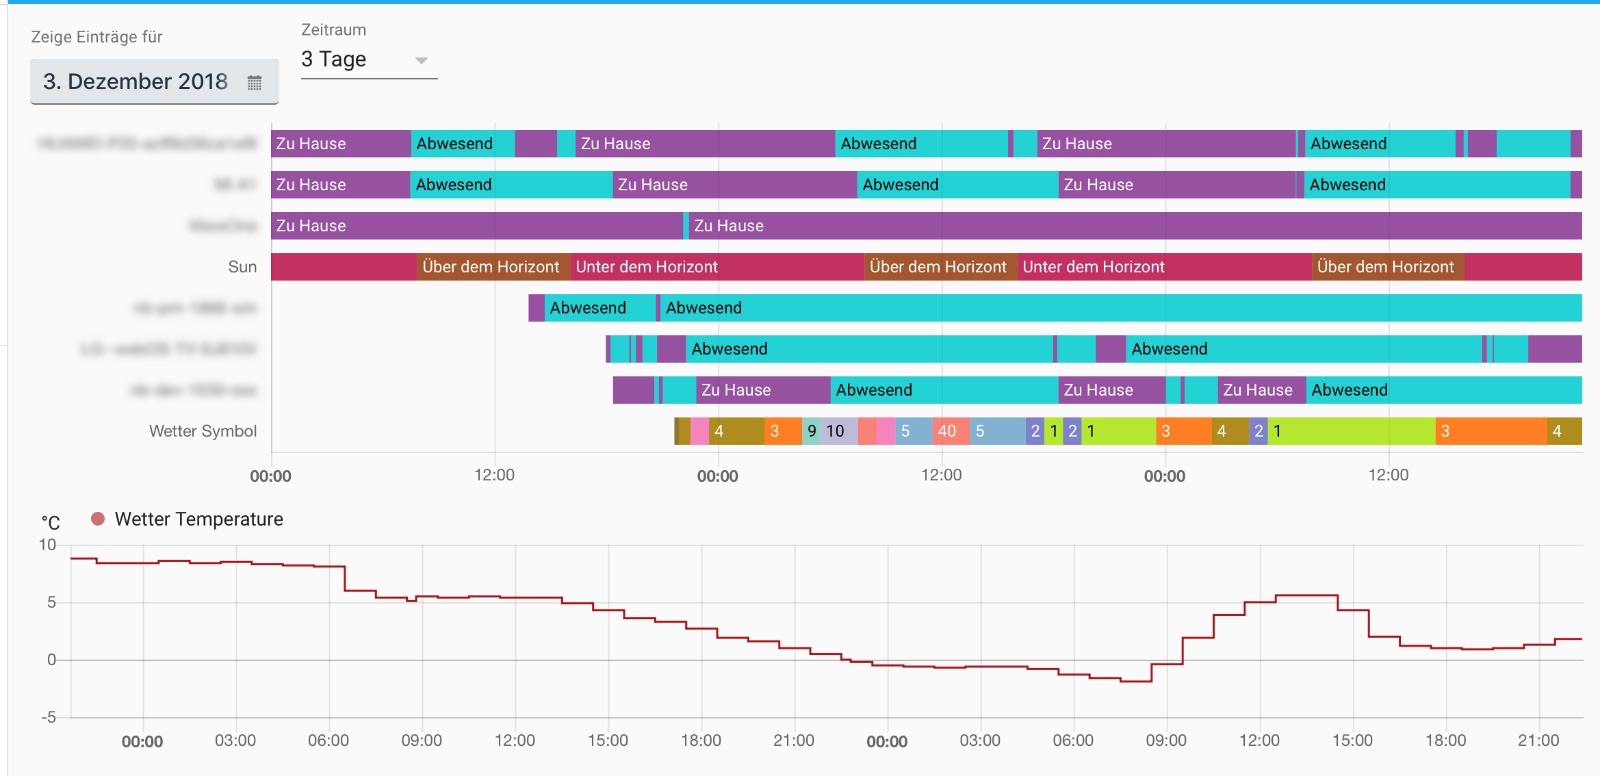 Zeige Einträge für
3. Dezember 2018
Zeitraum
3 Tage
Zu Hause Abwesend Zu Hause Abwesend Zu Hause Abwesend
Zu Hause Abwesend Zu Hause Abwesend Zu Hause Abwesend
Zu Hause Zu Hause
Sun Über dem Horizont Unter dem Horizont Über dem Horizont Unter dem Horizont Über dem Horizont
Abwesend Abwesend
Abwesend Abwesend
Zu Hause Abwesend Zu Hause Zu Hause Abwesend
Wetter Symbol 4 3 9 10 5 40 5 2 1 2 1 3 4 2 1 3 4
00:00 12:00 00:00 12:00 00:00 12:00
°C Wetter Temperature
10
5
0
-5
00:00 03:00 06:00 09:00 12:00 15:00 18:00 21:00 00:00 03:00 06:00 09:00 12:00 15:00 18:00 21:00